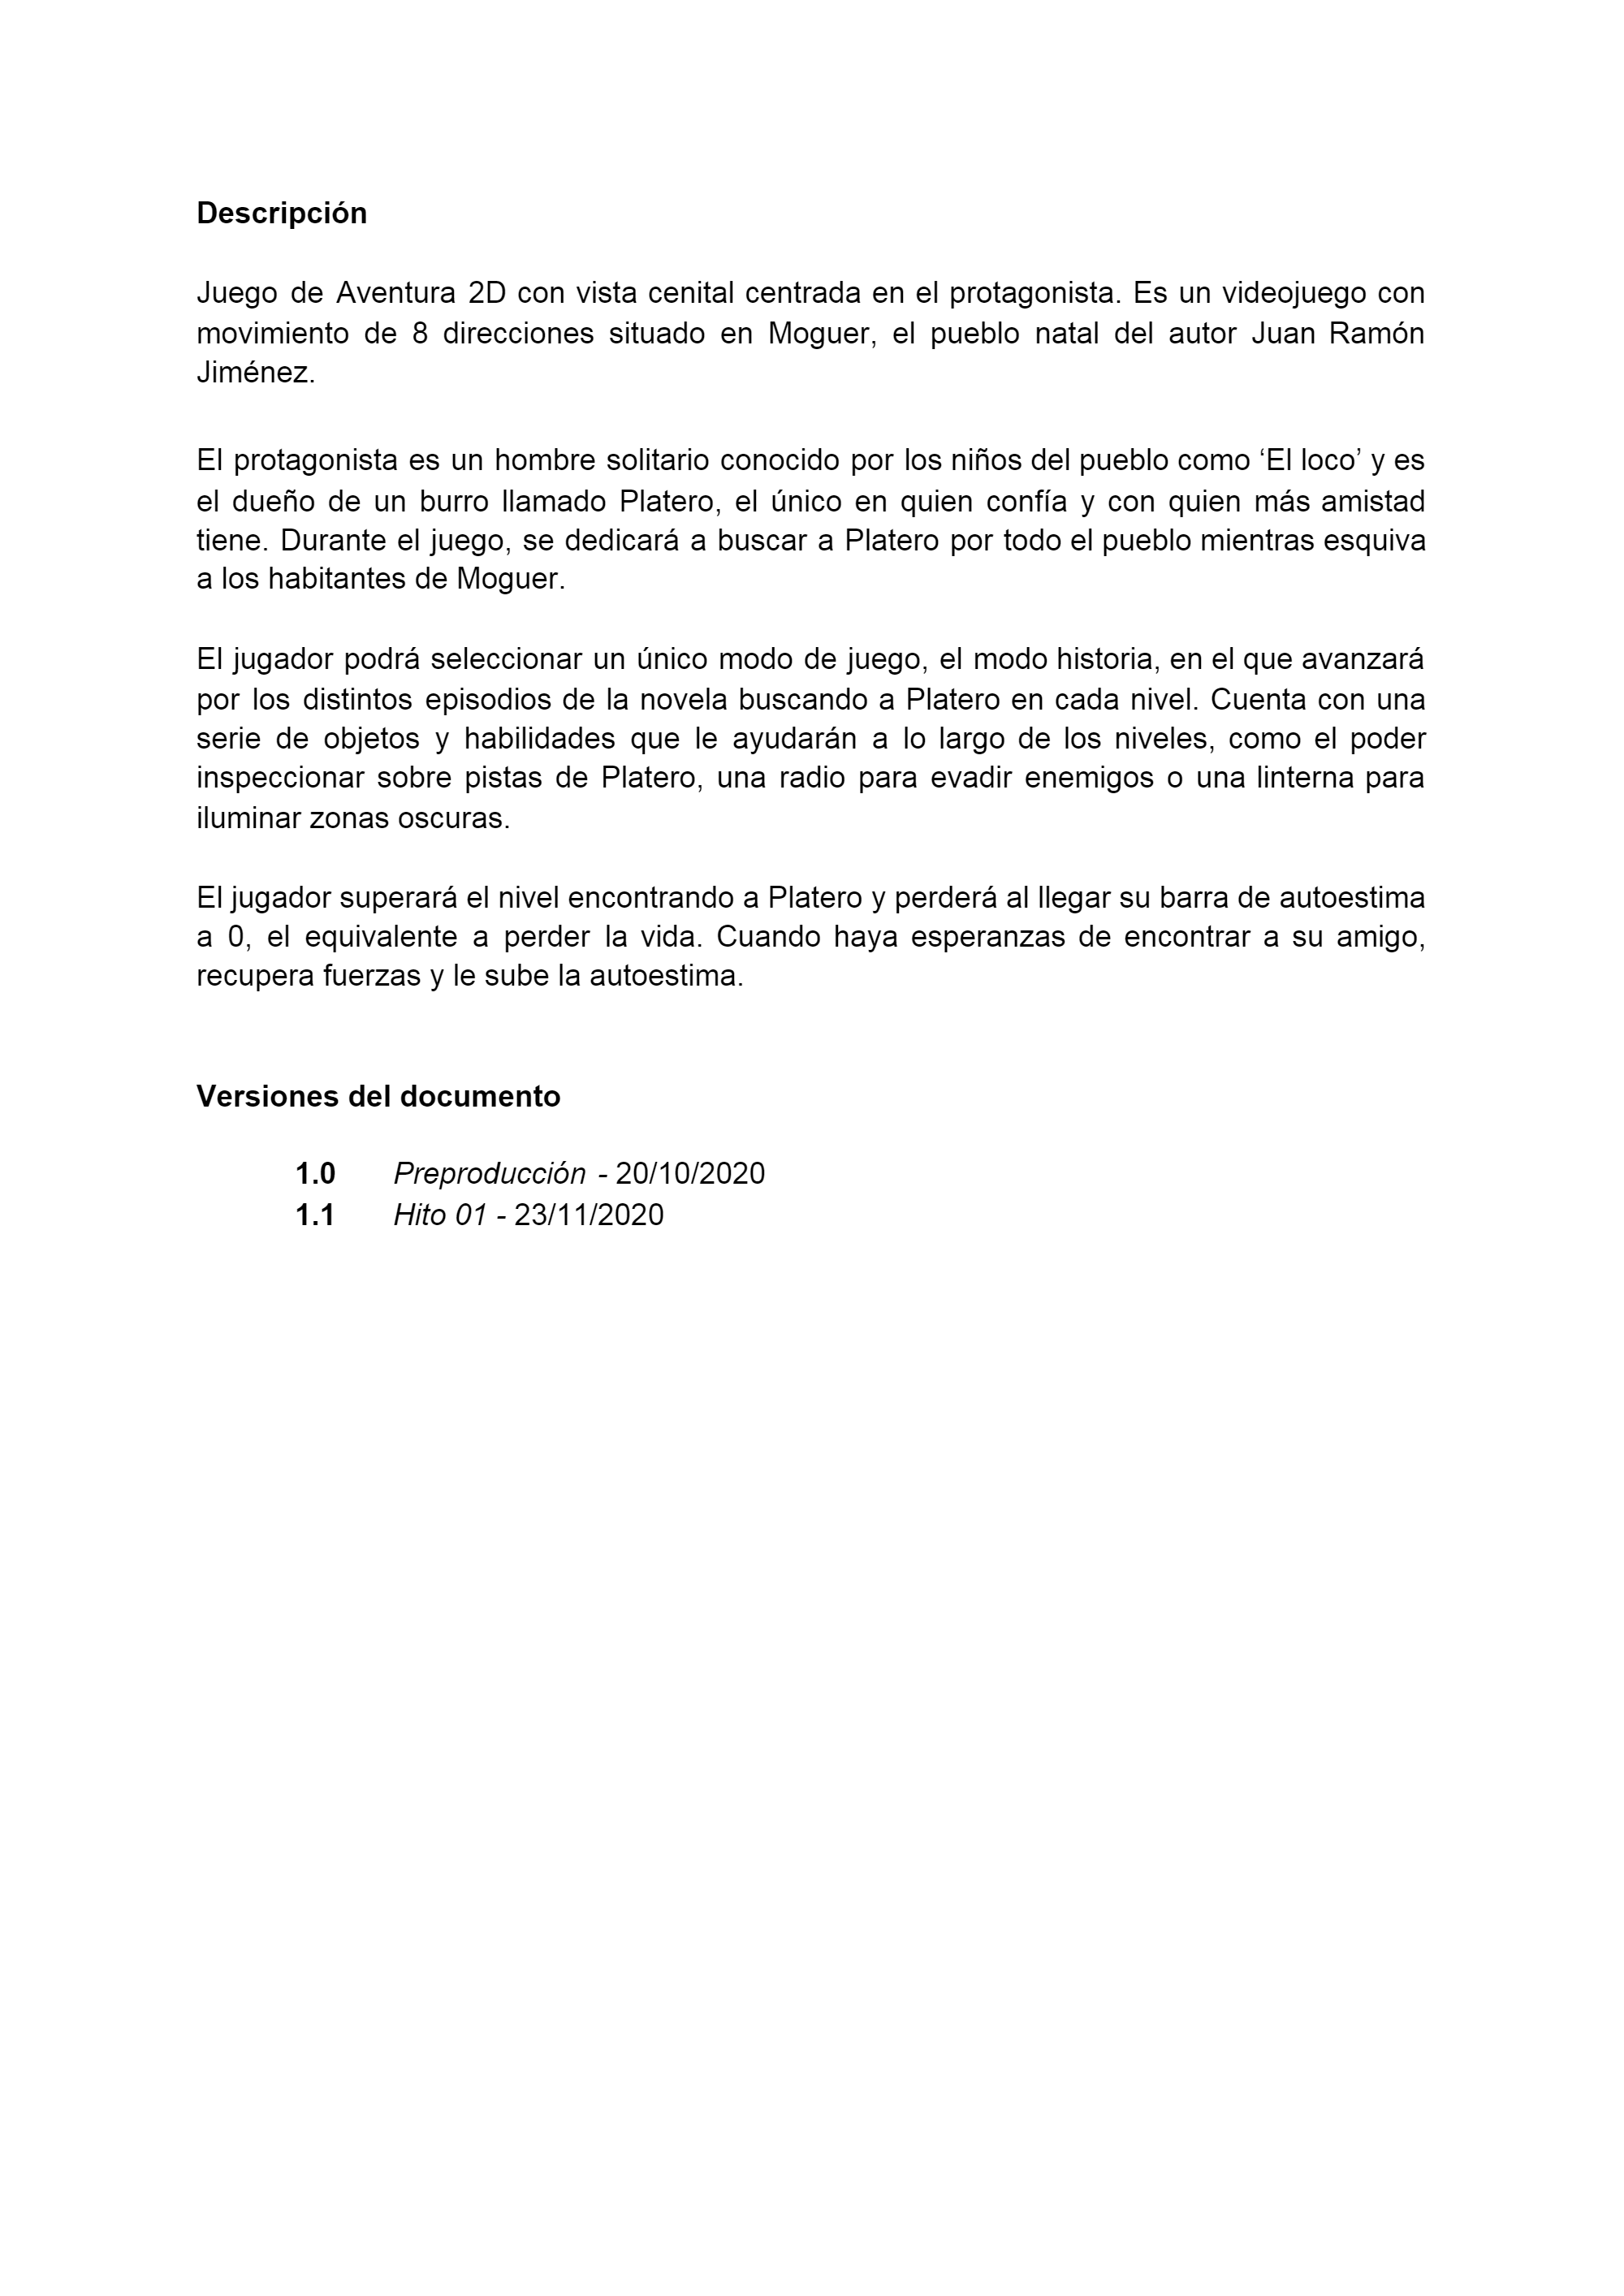 Descripción
Juego de Aventura 2D con vista cenital centrada en el protagonista. Es un videojuego con
movimiento de 8 direcciones situado en Moguer, el pueblo natal del autor Juan Ramón
Jiménez.
El protagonista es un hombre solitario conocido por los niños del pueblo como ‘El loco’ y es
el dueño de un burro llamado Platero, el único en quien confía y con quien más amistad
tiene. Durante el juego, se dedicará a buscar a Platero por todo el pueblo mientras esquiva
a los habitantes de Moguer.
El jugador podrá seleccionar un único modo de juego, el modo historia, en el que avanzará
por los distintos episodios de la novela buscando a Platero en cada nivel. Cuenta con una
serie de objetos y habilidades que le ayudarán a lo largo de los niveles, como el poder
inspeccionar sobre pistas de Platero, una radio para evadir enemigos o una linterna para
iluminar zonas oscuras.
El jugador superará el nivel encontrando a Platero y perderá al llegar su barra de autoestima
a 0, el equivalente a perder la vida. Cuando haya esperanzas de encontrar a su amigo,
recupera fuerzas y le sube la autoestima.
Versiones del documento
1.0 Preproducción - 20/10/2020
1.1 Hito 01 - 23/11/2020